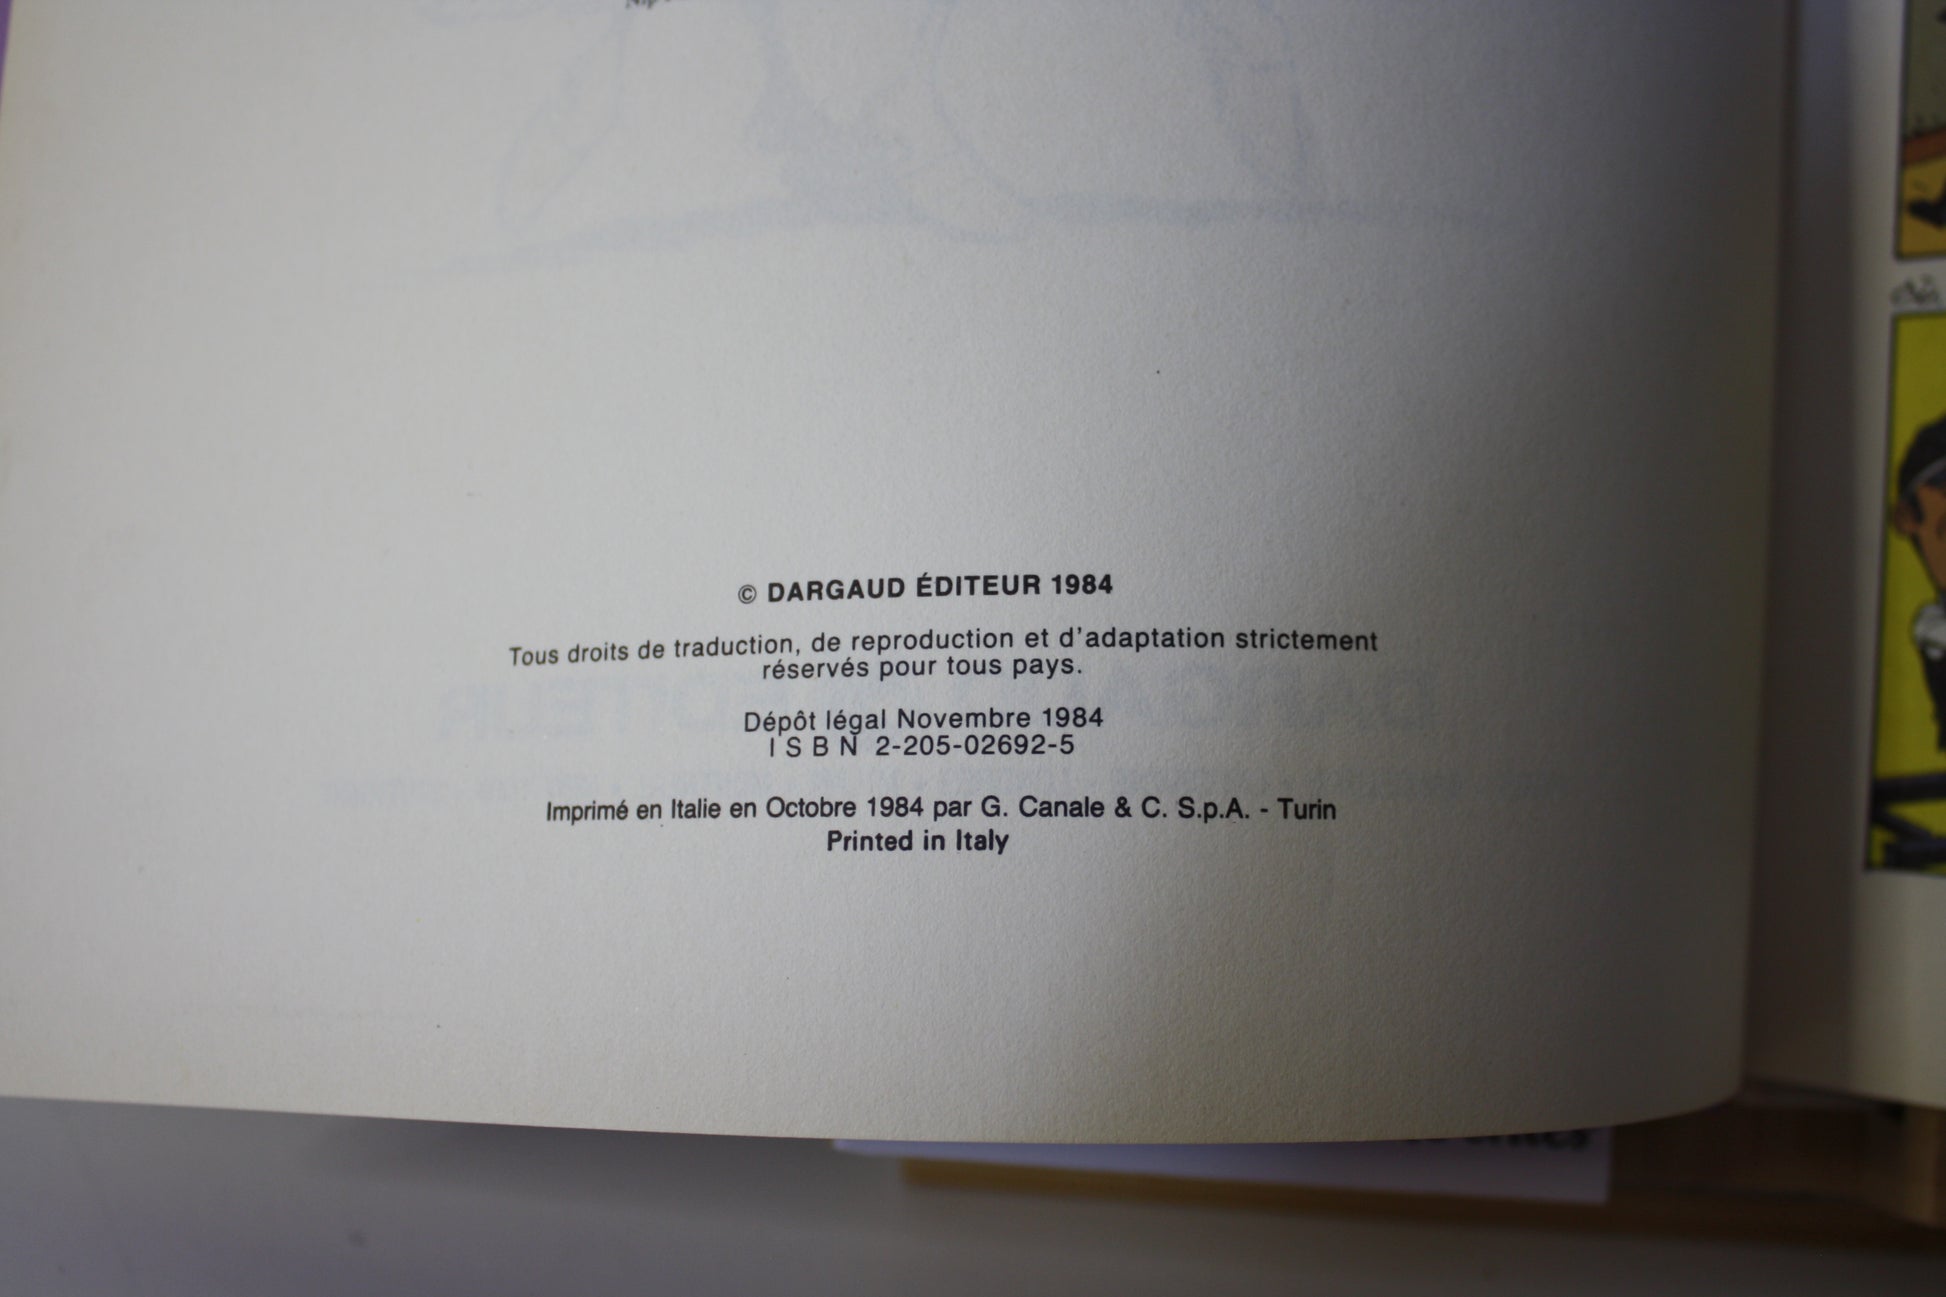 © DARGAUD ÉDITEUR 1984
Tous droits de traduction, de reproduction et d'adaptation strictement
réservés pour tous pays.
Dépôt légal Novembre 1984
ISBN 2-205-02692-5
Imprimé en Italie en Octobre 1984 par G. Canale & C. S.p.A. - Turin
Printed in Italy